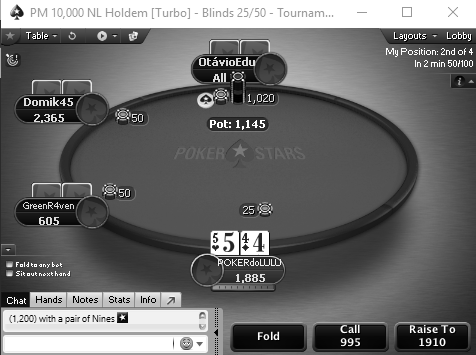 PM 10,000 NL Holdem [Turbo] - Blinds 25/50 - Tournam...
Table
Layouts
Lobby
My Position: 2nd of 4
In 2 min 50/100
i
OtávioEdu
All
1,020
Domik45
2,365
50
Pot: 1,145
POKER STARS
GreenR4ven
605
50
25
5 5 4 4
POKERdoLULU
1,885
-
Fold to any bet
Sit out next hand
Chat Hands Notes Stats Info
(1,200) with a pair of Nines
Fold
Call
995
Raise To
1910